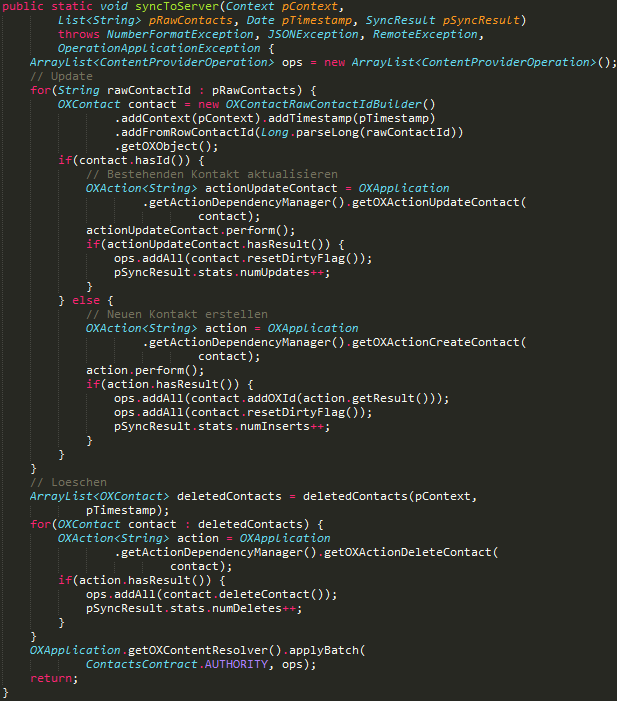 public static void syncToServer(Context pContext,
        List<String> pRawContacts, Date pTimestamp, SyncResult pSyncResult)
        throws NumberFormatException, JSONException, RemoteException,
        OperationApplicationException {
    ArrayList<ContentProviderOperation> ops = new ArrayList<ContentProviderOperation>();
    // Update
    for(String rawContactId : pRawContacts) {
        OXContact contact = new OXContactRawContactIdBuilder()
                .addContext(pContext).addTimestamp(pTimestamp)
                .addFromRowContactId(Long.parseLong(rawContactId))
                .getOXObject();
        if(contact.hasId()) {
            // Bestehenden Kontakt aktualisieren
            OXAction<String> actionUpdateContact = OXApplication
                    .getActionDependencyManager().getOXActionUpdateContact(
                            contact);
            actionUpdateContact.perform();
            if(actionUpdateContact.hasResult()) {
                ops.addAll(contact.resetDirtyFlag());
                pSyncResult.stats.numUpdates++;
            }
        } else {
            // Neuen Kontakt erstellen
            OXAction<String> action = OXApplication
                    .getActionDependencyManager().getOXActionCreateContact(
                            contact);
            action.perform();
            if(action.hasResult()) {
                ops.addAll(contact.addOXId(action.getResult()));
                ops.addAll(contact.resetDirtyFlag());
                pSyncResult.stats.numInserts++;
            }
        }
    }
    // Loeschen
    ArrayList<OXContact> deletedContacts = deletedContacts(pContext,
            pTimestamp);
    for(OXContact contact : deletedContacts) {
        OXAction<String> action = OXApplication
                .getActionDependencyManager().getOXActionDeleteContact(
                        contact);
        if(action.hasResult()) {
            ops.addAll(contact.deleteContact());
            pSyncResult.stats.numDeletes++;
        }
    }
    OXApplication.getOXContentResolver().applyBatch(
            ContactsContract.AUTHORITY, ops);
    return;
}